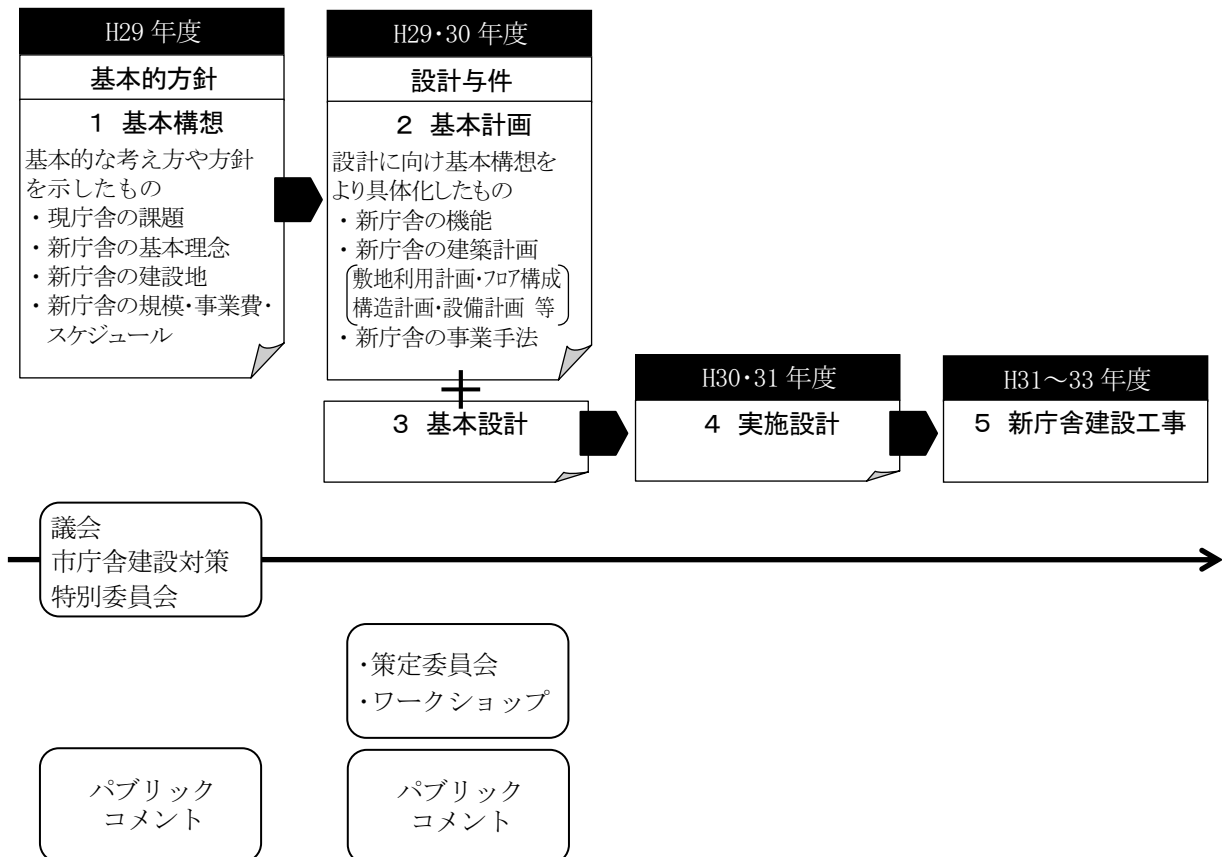 H29 年度
基本的方針
１ 基本構想
基本的な考え方や方針
を示したもの
・現庁舎の課題
・新庁舎の基本理念
・新庁舎の建設地
・新庁舎の規模・事業費・
スケジュール
H29・30 年度
設計与件
２ 基本計画
設計に向け基本構想を
より具体化したもの
・新庁舎の機能
・新庁舎の建築計画
敷地利用計画・フロア構成
構造計画・設備計画 等
・新庁舎の事業手法
＋
３ 基本設計
H30・31 年度
４ 実施設計
H31～33 年度
５ 新庁舎建設工事
議会
市庁舎建設対策
特別委員会
・策定委員会
・ワークショップ
パブリック
コメント
パブリック
コメント